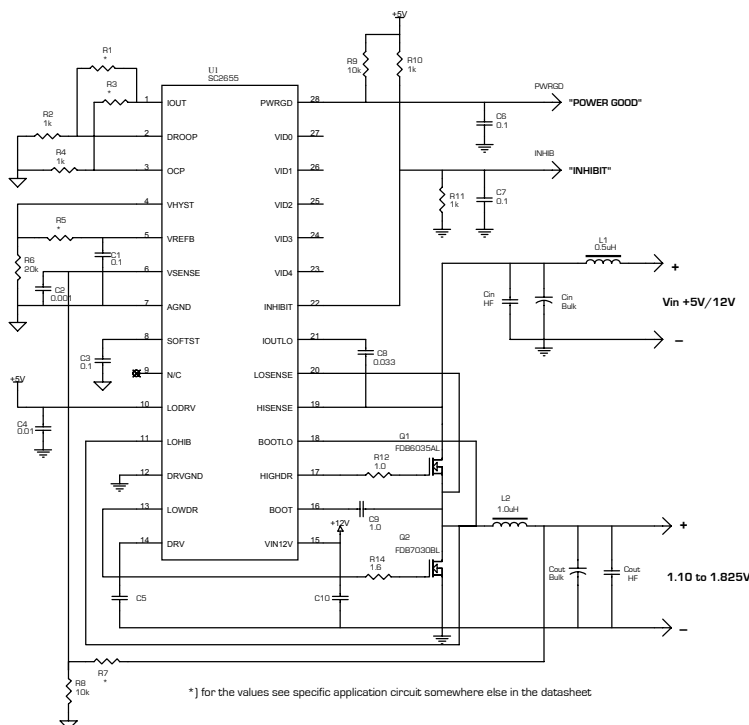 +5V
R1
*
R3
*
U1
SC2655
R9
10k
R10
1k
R2
1k
R4
1k
1 IOUT PWRGD 28
2 DROOP VID0 27
3 OCP VID1 26
4 VHYST VID2 25
5 VREFB VID3 24
6 VSENSE VID4 23
7 AGND INHIBIT 22
8 SOFTST IOUTLO 21
9 N/C LOSENSE 20
10 LODRV HISENSE 19
11 LOHIB BOOTLO 18
12 DRVGND HIGHDR 17
13 LOWDR BOOT 16
14 DRV VIN12V 15
PWRGD
"POWER GOOD"
C6
0.1
INHIB
"INHIBIT"
R11
1k
C7
0.1
R5
*
R6
20k
C1
0.1
C2
0.001
C3
0.1
+5V
C4
0.01
L1
0.5uH
+
Cin
HF
Cin
Bulk
Vin +5V/12V
–
C8
0.033
Q1
FDB6035AL
R12
1.0
C9
1.0
+12V
Q2
FDB7030BL
R14
1.6
L2
1.0uH
+
Cout
Bulk
Cout
HF
1.10 to 1.825V
–
C5
C10
R7
*
R8
10k
*) for the values see specific application circuit somewhere else in the datasheet